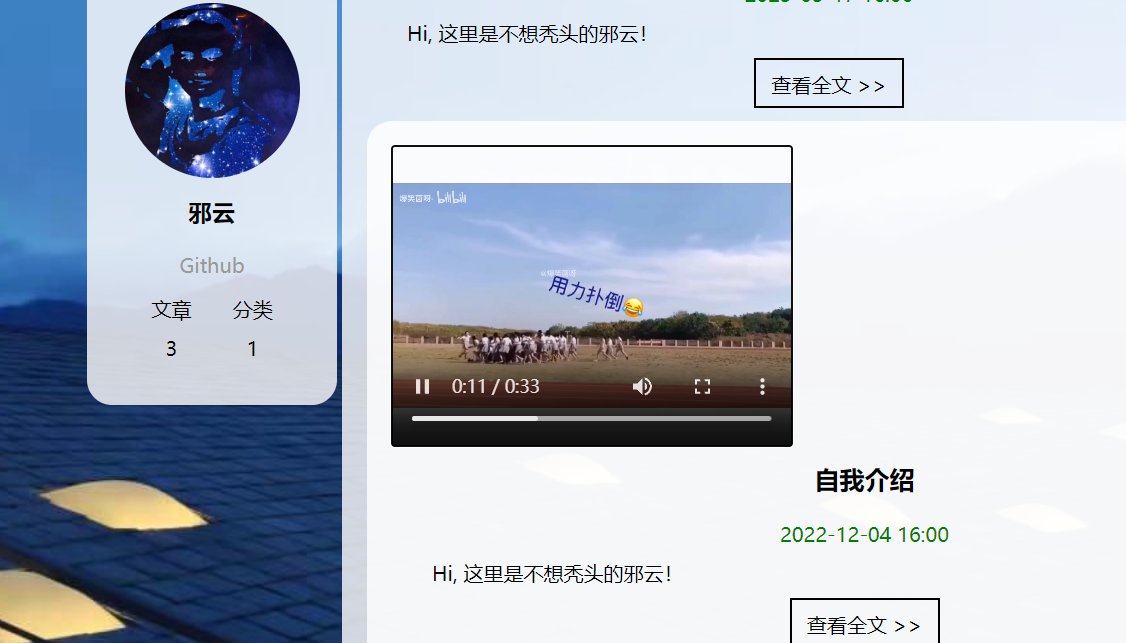 邪云
Github
文章 分类
3 1
Hi, 这里是不想秃头的邪云!
查看全文 >>
bilibili
用力扑倒😂
0:11 / 0:33
自我介绍
2022-12-04 16:00
Hi, 这里是不想秃头的邪云!
查看全文 >>